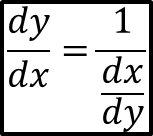 dy/dx = 1/(dx/dy)